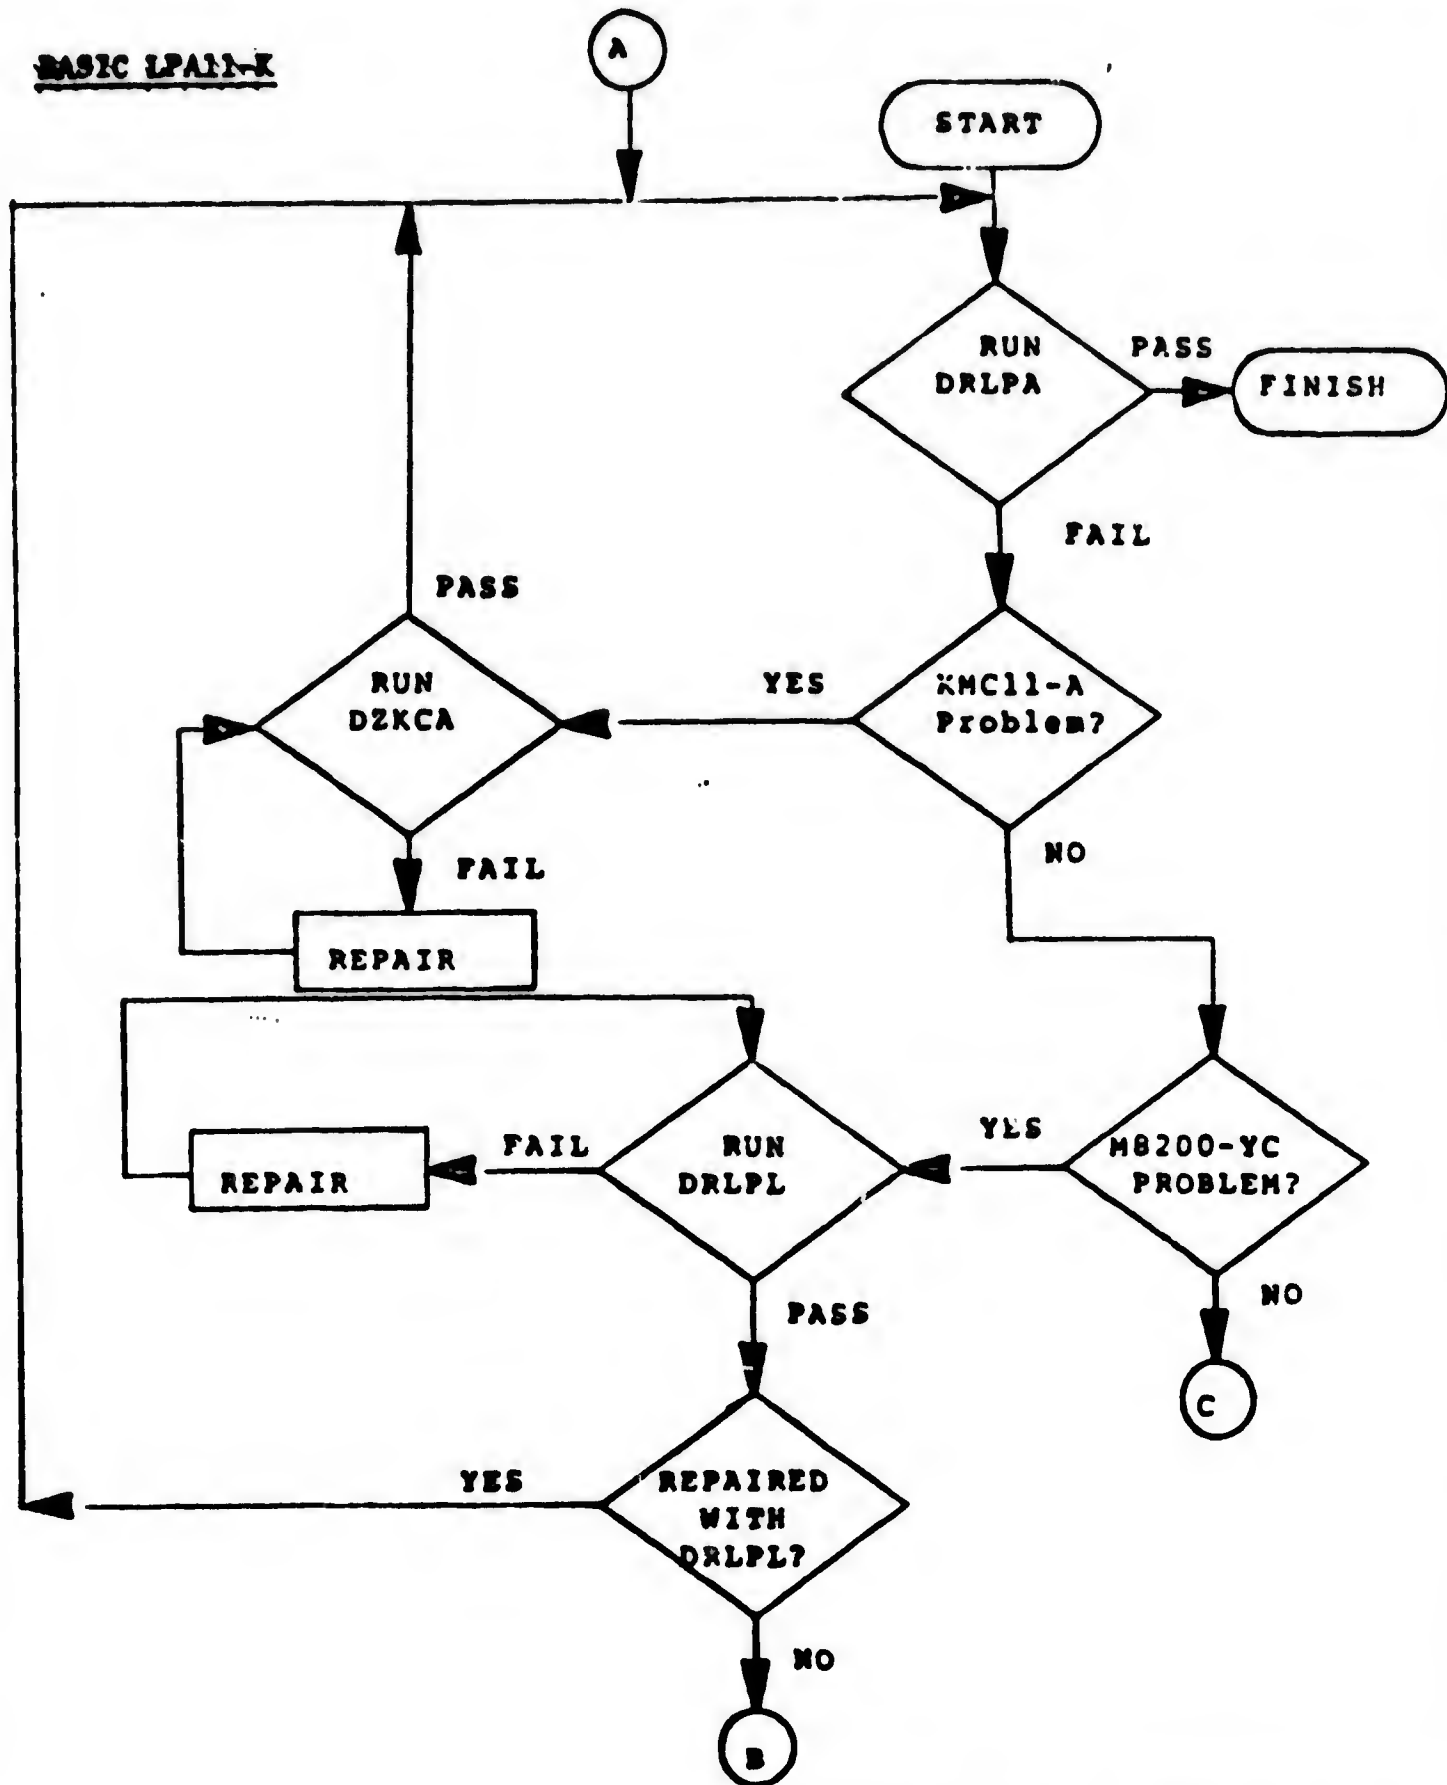 BASIC LPA11-K
A
START
RUN
DRLPA
PASS
FINISH
FAIL
KMC11-A
Problem?
YES
NO
PASS
RUN
DZKCA
FAIL
REPAIR
M8200-YC
PROBLEM?
YES
NO
C
RUN
DRLPL
FAIL
REPAIR
PASS
REPAIRED
WITH
DRLPL?
YES
NO
B